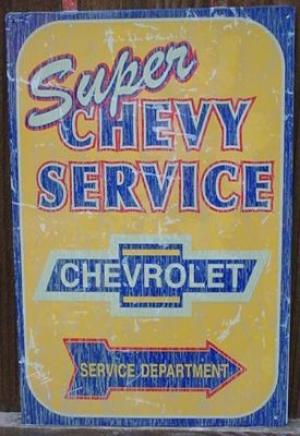 Super
CHEVY
SERVICE
CHEVROLET
SERVICE DEPARTMENT